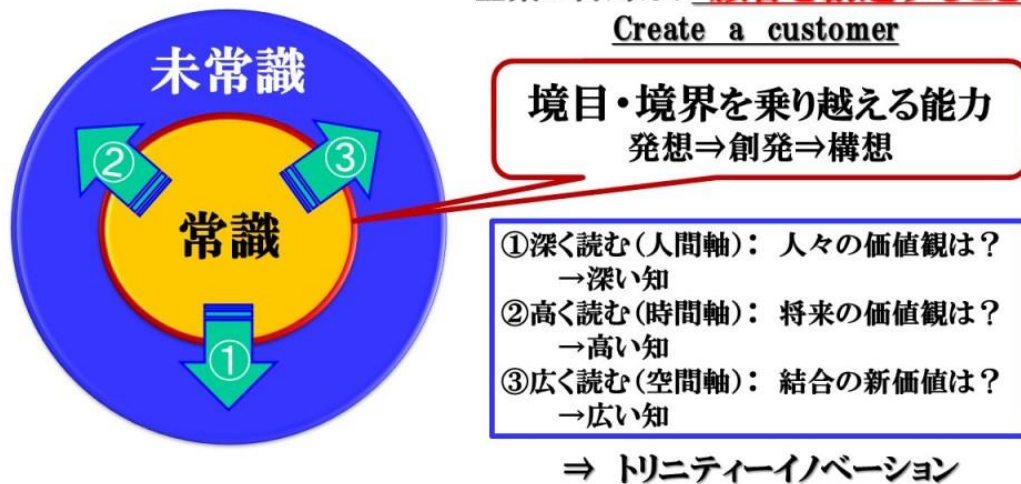 Create a customer
未常識
境目・境界を乗り越える能力
発想⇒創発⇒構想
②
③
常識
①
①深く読む(人間軸): 人々の価値観は?
→深い知
②高く読む(時間軸): 将来の価値観は?
→高い知
③広く読む(空間軸): 結合の新価値は?
→広い知
⇒ トリニティーイノベーション